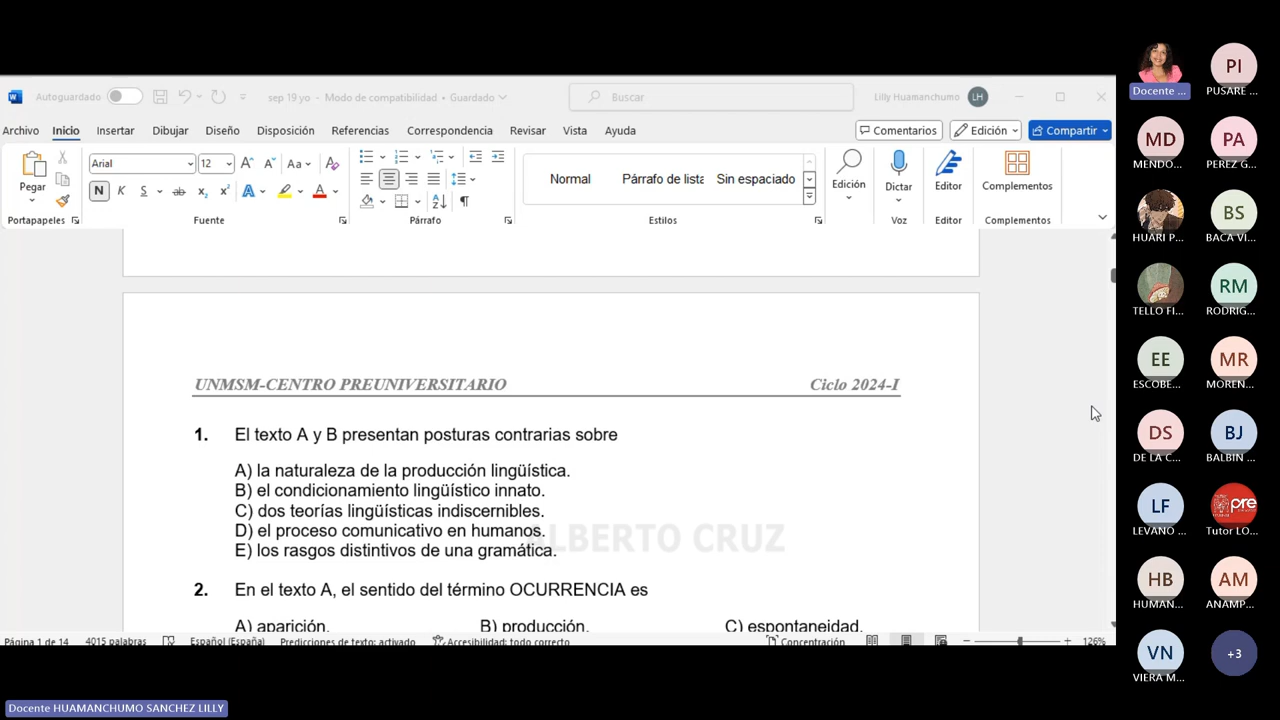 Autoguardado
sep 19 yo - Modo de compatibilidad • Guardado
Buscar
Lilly Huamanchumo
LH
Archivo Inicio Insertar Dibujar Diseño Disposición Referencias Correspondencia Revisar Vista Ayuda
Comentarios Edición Compartir
Pegar
Arial 12
Aa
N K S ab x₂ x² A A
Normal Párrafo de lista Sin espaciado
Edición Dictar Editor Complementos
Portapapeles Fuente Párrafo Estilos Voz Editor Complementos
UNMSM-CENTRO PREUNIVERSITARIO Ciclo 2024-I
1. El texto A y B presentan posturas contrarias sobre
A) la naturaleza de la producción lingüística.
B) el condicionamiento lingüístico innato.
C) dos teorías lingüísticas indiscernibles.
D) el proceso comunicativo en humanos.
E) los rasgos distintivos de una gramática.
ALBERTO CRUZ
2. En el texto A, el sentido del término OCURRENCIA es
A) aparición. B) producción. C) espontaneidad.
Página 1 de 14 4015 palabras Español (España) Predicciones de texto: activado Accesibilidad: todo correcto Concentración 126%
Docente HUAMANCHUMO SANCHEZ LILLY
Docente ...
PI
PUSARE ...
MD
MENDO...
PA
PEREZ G...
HUARI P...
BS
BACA VI...
TELLO FI...
RM
RODRIG...
EE
ESCOBE...
MR
MOREN...
DS
DE LA C...
BJ
BALBIN ...
LF
LEVANO ...
pre
Tutor LO...
HB
HUMAN...
AM
ANAMP...
VN
VIERA M...
+3